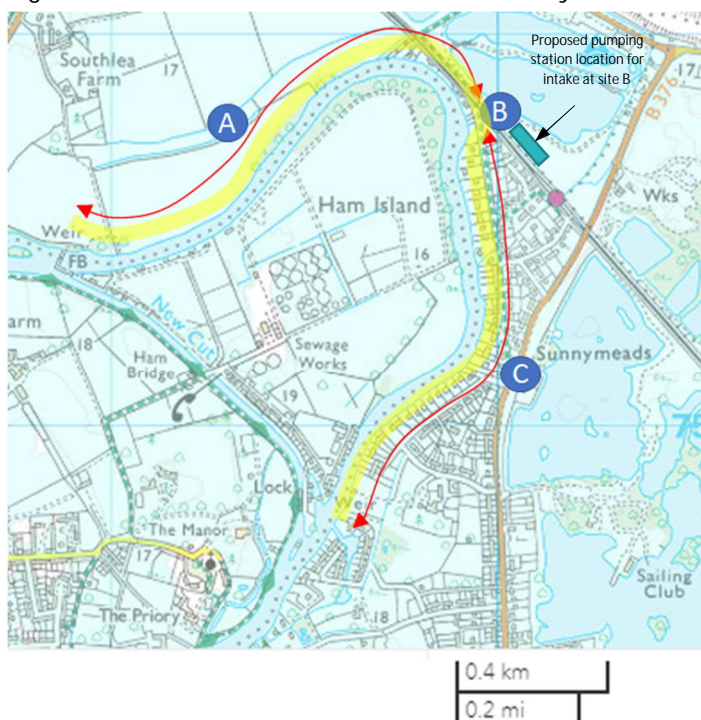 Proposed pumping
station location for
intake at site B
Southlea
Farm
17
17
A
B
B 376
Ham Island
Wks
Weir
FB
16
New Cut
arm
18
Ham
Bridge
Sewage
Works
19
Sunnymeads
C
75
Lock
The Manor
17
The Priory
18
Sailing
Club
0.4 km
0.2 mi